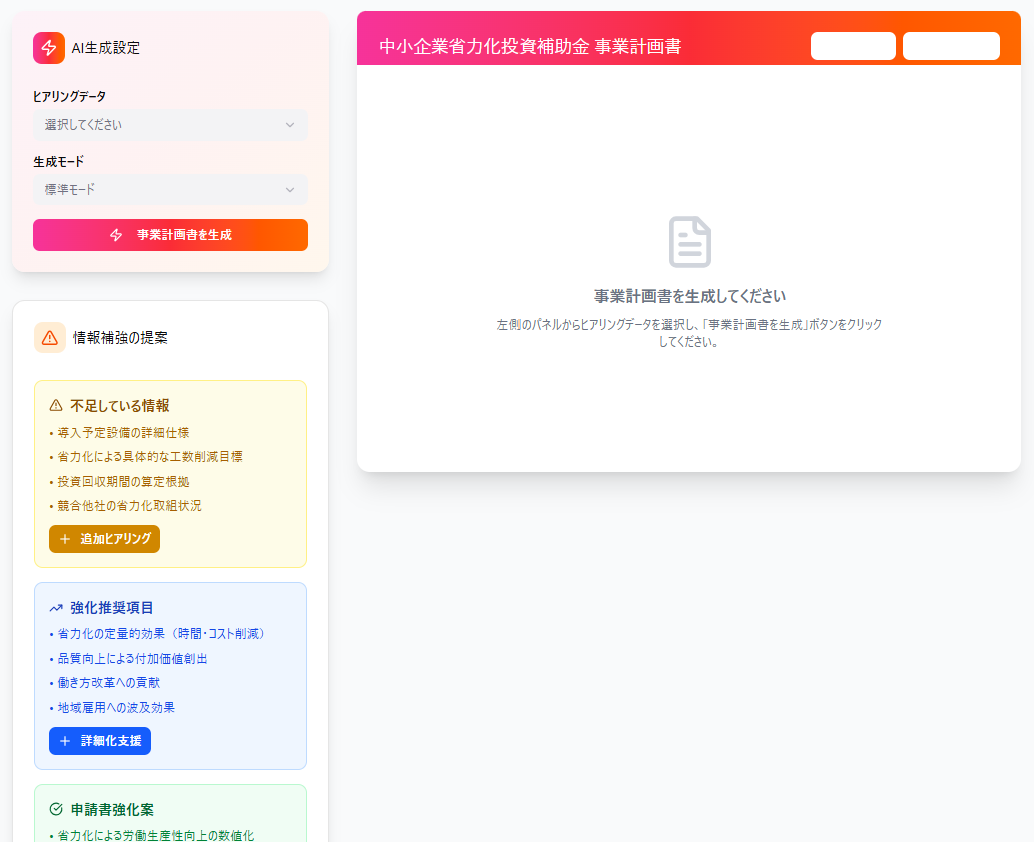 AI生成設定
ヒアリングデータ
選択してください
生成モード
標準モード
事業計画書を生成
情報補強の提案
不足している情報
• 導入予定設備の詳細仕様
• 省力化による具体的な工数削減目標
• 投資回収期間の算定根拠
• 競合他社の省力化取組状況
追加ヒアリング
強化推奨項目
• 省力化の定量的効果（時間・コスト削減）
• 品質向上による付加価値創出
• 働き方改革への貢献
• 地域雇用への波及効果
詳細化支援
申請書強化案
• 省力化による労働生産性向上の数値化
中小企業省力化投資補助金 事業計画書
事業計画書を生成してください
左側のパネルからヒアリングデータを選択し、「事業計画書を生成」ボタンをクリック
してください。